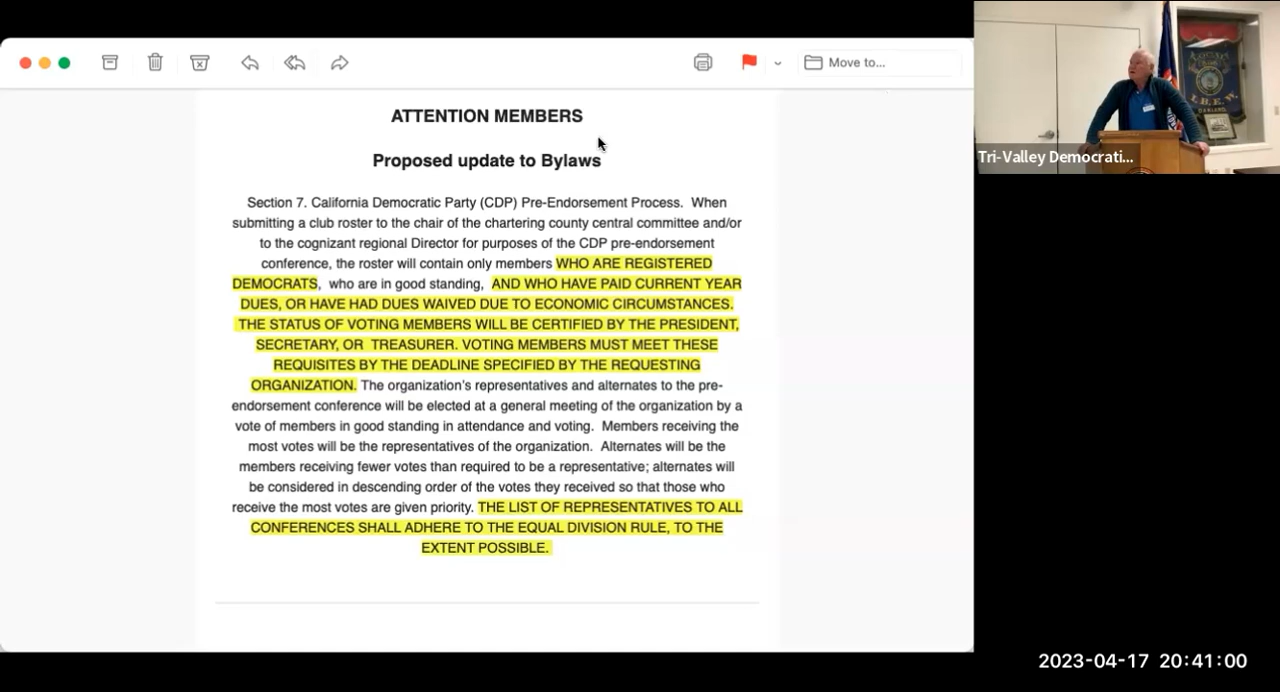 Move to...
ATTENTION MEMBERS
Proposed update to Bylaws
Section 7. California Democratic Party (CDP) Pre-Endorsement Process. When
submitting a club roster to the chair of the chartering county central committee and/or
to the cognizant regional Director for purposes of the CDP pre-endorsement
conference, the roster will contain only members WHO ARE REGISTERED
DEMOCRATS, who are in good standing, AND WHO HAVE PAID CURRENT YEAR
DUES, OR HAVE HAD DUES WAIVED DUE TO ECONOMIC CIRCUMSTANCES.
THE STATUS OF VOTING MEMBERS WILL BE CERTIFIED BY THE PRESIDENT,
SECRETARY, OR TREASURER. VOTING MEMBERS MUST MEET THESE
REQUISITES BY THE DEADLINE SPECIFIED BY THE REQUESTING
ORGANIZATION. The organization's representatives and alternates to the pre-
endorsement conference will be elected at a general meeting of the organization by a
vote of members in good standing in attendance and voting. Members receiving the
most votes will be the representatives of the organization. Alternates will be the
members receiving fewer votes than required to be a representative; alternates will
be considered in descending order of the votes they received so that those who
receive the most votes are given priority. THE LIST OF REPRESENTATIVES TO ALL
CONFERENCES SHALL ADHERE TO THE EQUAL DIVISION RULE, TO THE
EXTENT POSSIBLE.
I.B.E.W.
Tri-Valley Democrati...
2023-04-17 20:41:00